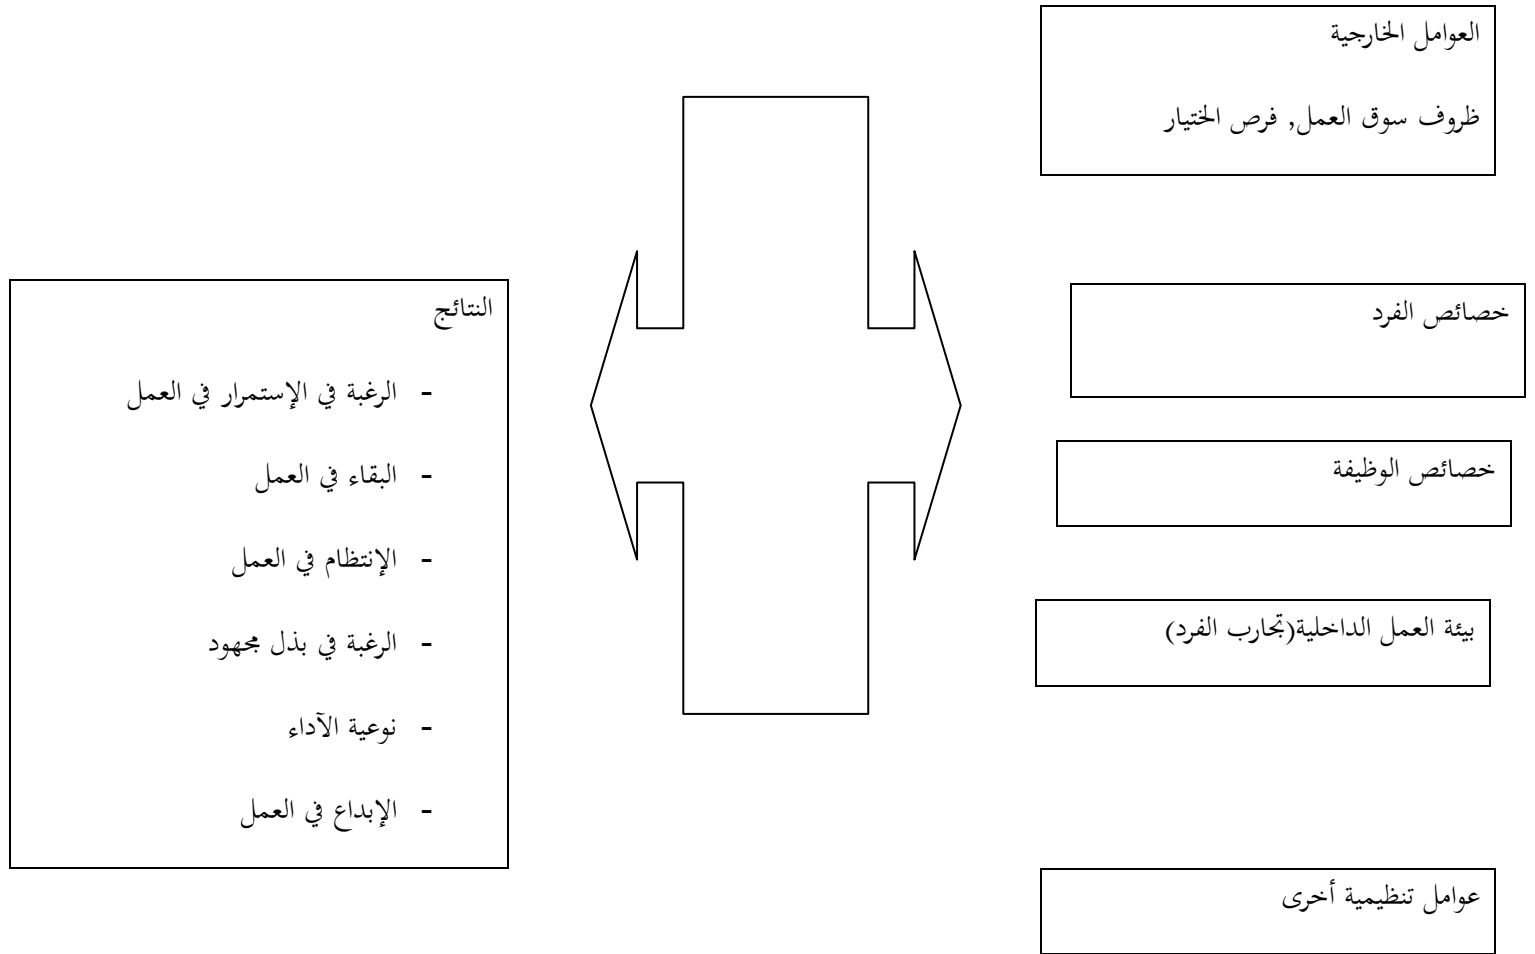 العوامل الخارجية
ظروف سوق العمل, فرص الختيار
خصائص الفرد
خصائص الوظيفة
بيئة العمل الداخلية(تجارب الفرد)
عوامل تنظيمية أخرى
النتائج
- الرغبة في الإستمرار في العمل
- البقاء في العمل
- الإنتظام في العمل
- الرغبة في بذل مجهود
- نوعية الآداء
- الإبداع في العمل